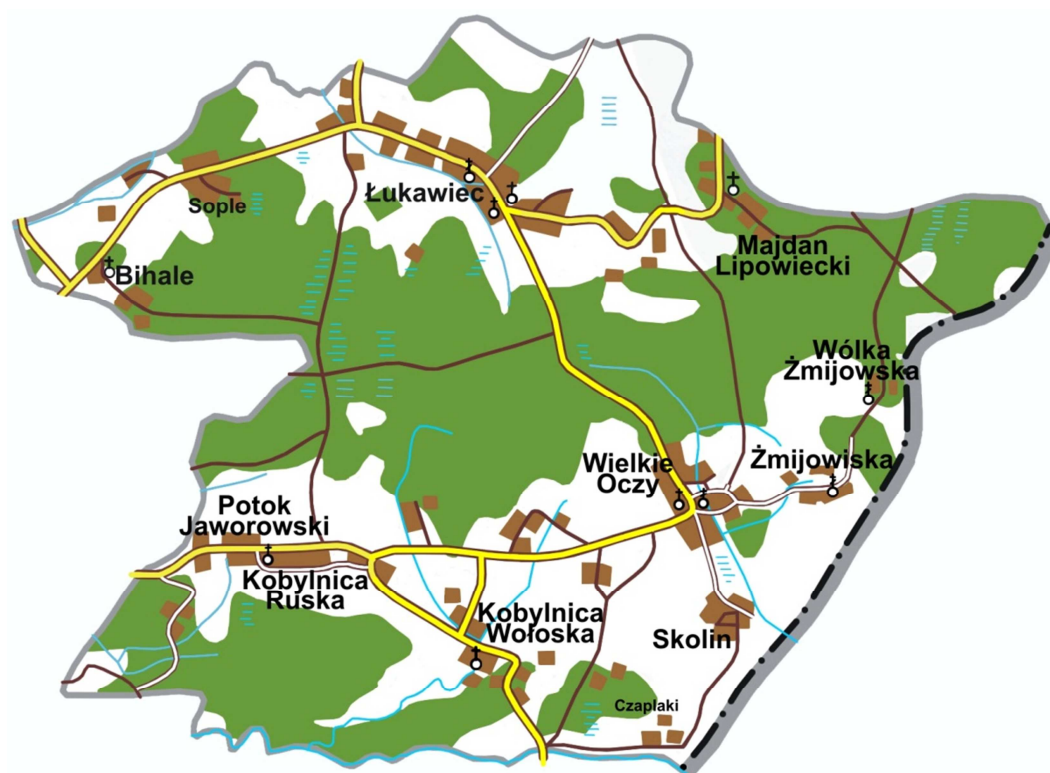 Łukawiec
Sople
Bihale
Majdan
Lipowiecki
Wólka
Żmijowska
Wielkie
Oczy
Żmijowiska
Potok
Jaworowski
Kobylnica
Ruska
Kobylnica
Wołoska
Skolin
Czaplaki